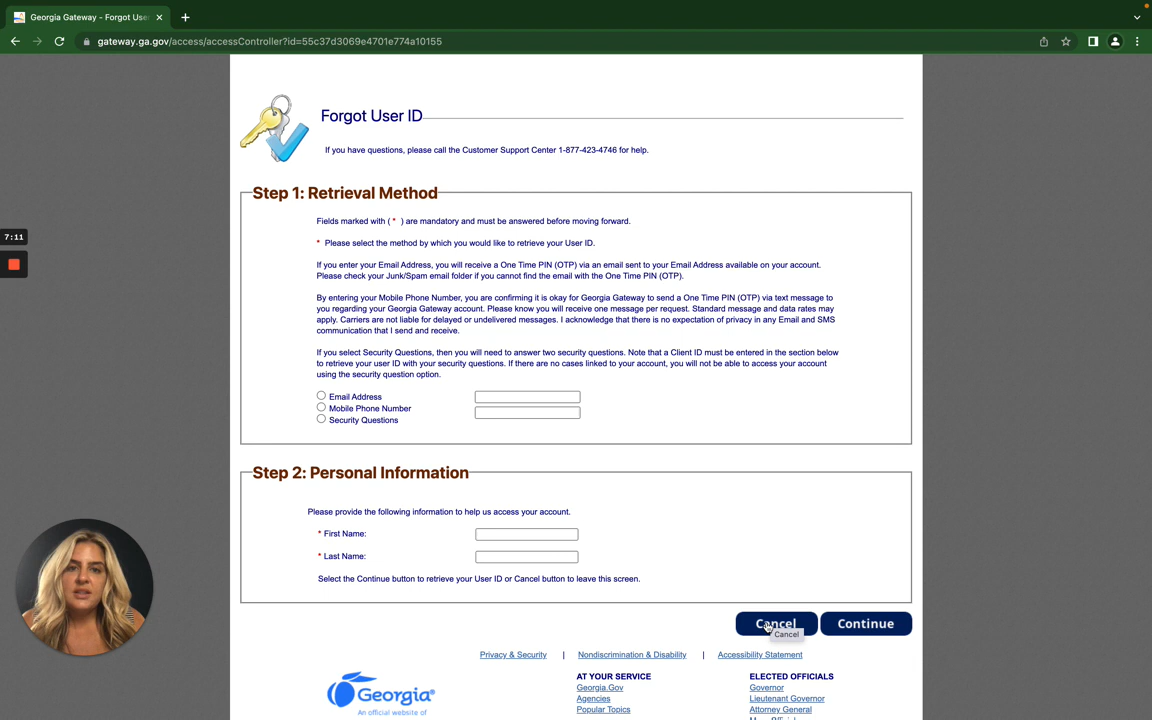 Georgia Gateway - Forgot Use
gateway.ga.gov/access/accessController?id=55c37d3069e4701e774a10155
Forgot User ID
If you have questions, please call the Customer Support Center 1-877-423-4746 for help.
Step 1: Retrieval Method
Fields marked with ( * ) are mandatory and must be answered before moving forward.
7:11
* Please select the method by which you would like to retrieve your User ID.
If you enter your Email Address, you will receive a One Time PIN (OTP) via an email sent to your Email Address available on your account.
Please check your Junk/Spam email folder if you cannot find the email with the One Time PIN (OTP).
By entering your Mobile Phone Number, you are confirming it is okay for Georgia Gateway to send a One Time PIN (OTP) via text message to
you regarding your Georgia Gateway account. Please know you will receive one message per request. Standard message and data rates may
apply. Carriers are not liable for delayed or undelivered messages. I acknowledge that there is no expectation of privacy in any Email and SMS
communication that I send and receive.
If you select Security Questions, then you will need to answer two security questions. Note that a Client ID must be entered in the section below
to retrieve your user ID with your security questions. If there are no cases linked to your account, you will not be able to access your account
using the security question option.
Email Address
Mobile Phone Number
Security Questions
Step 2: Personal Information
Please provide the following information to help us access your account.
* First Name:
* Last Name:
Select the Continue button to retrieve your User ID or Cancel button to leave this screen.
Cancel Continue
Cancel
Privacy & Security | Nondiscrimination & Disability | Accessibility Statement
Georgia
An official website of
AT YOUR SERVICE
Georgia.Gov
Agencies
Popular Topics
ELECTED OFFICIALS
Governor
Lieutenant Governor
Attorney General